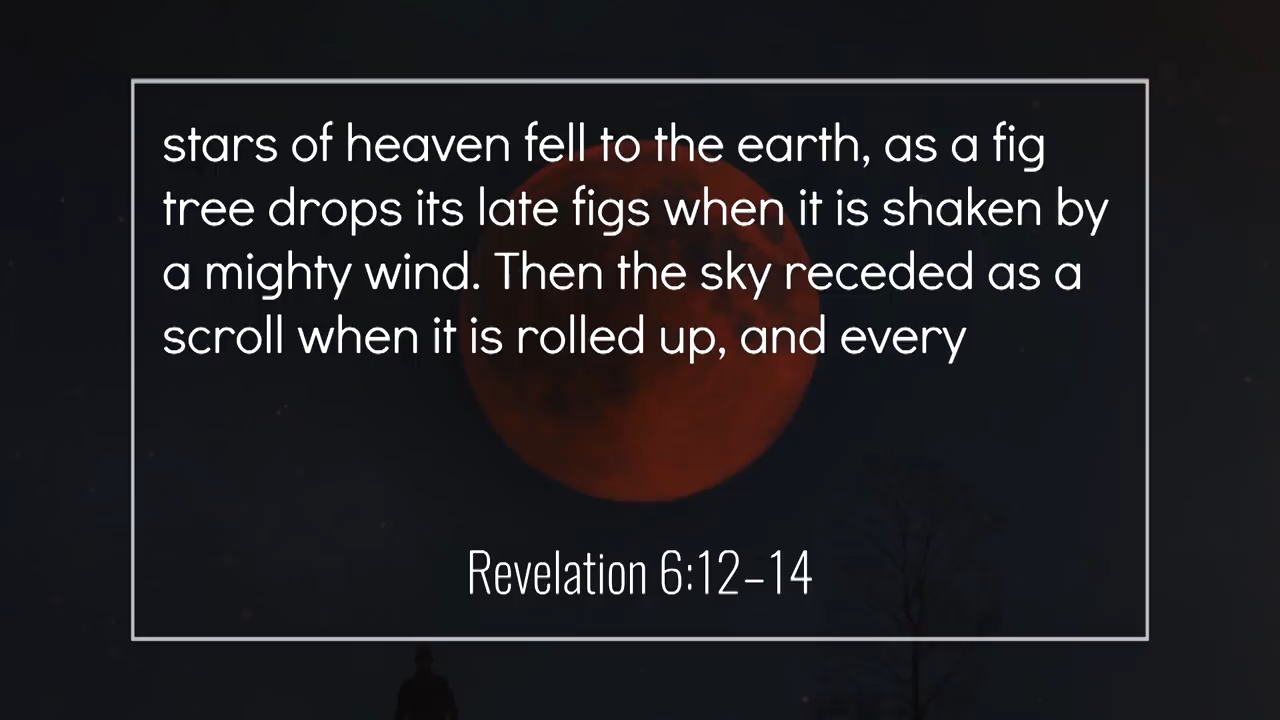 stars of heaven fell to the earth, as a fig
tree drops its late figs when it is shaken by
a mighty wind. Then the sky receded as a
scroll when it is rolled up, and every
Revelation 6:12–14